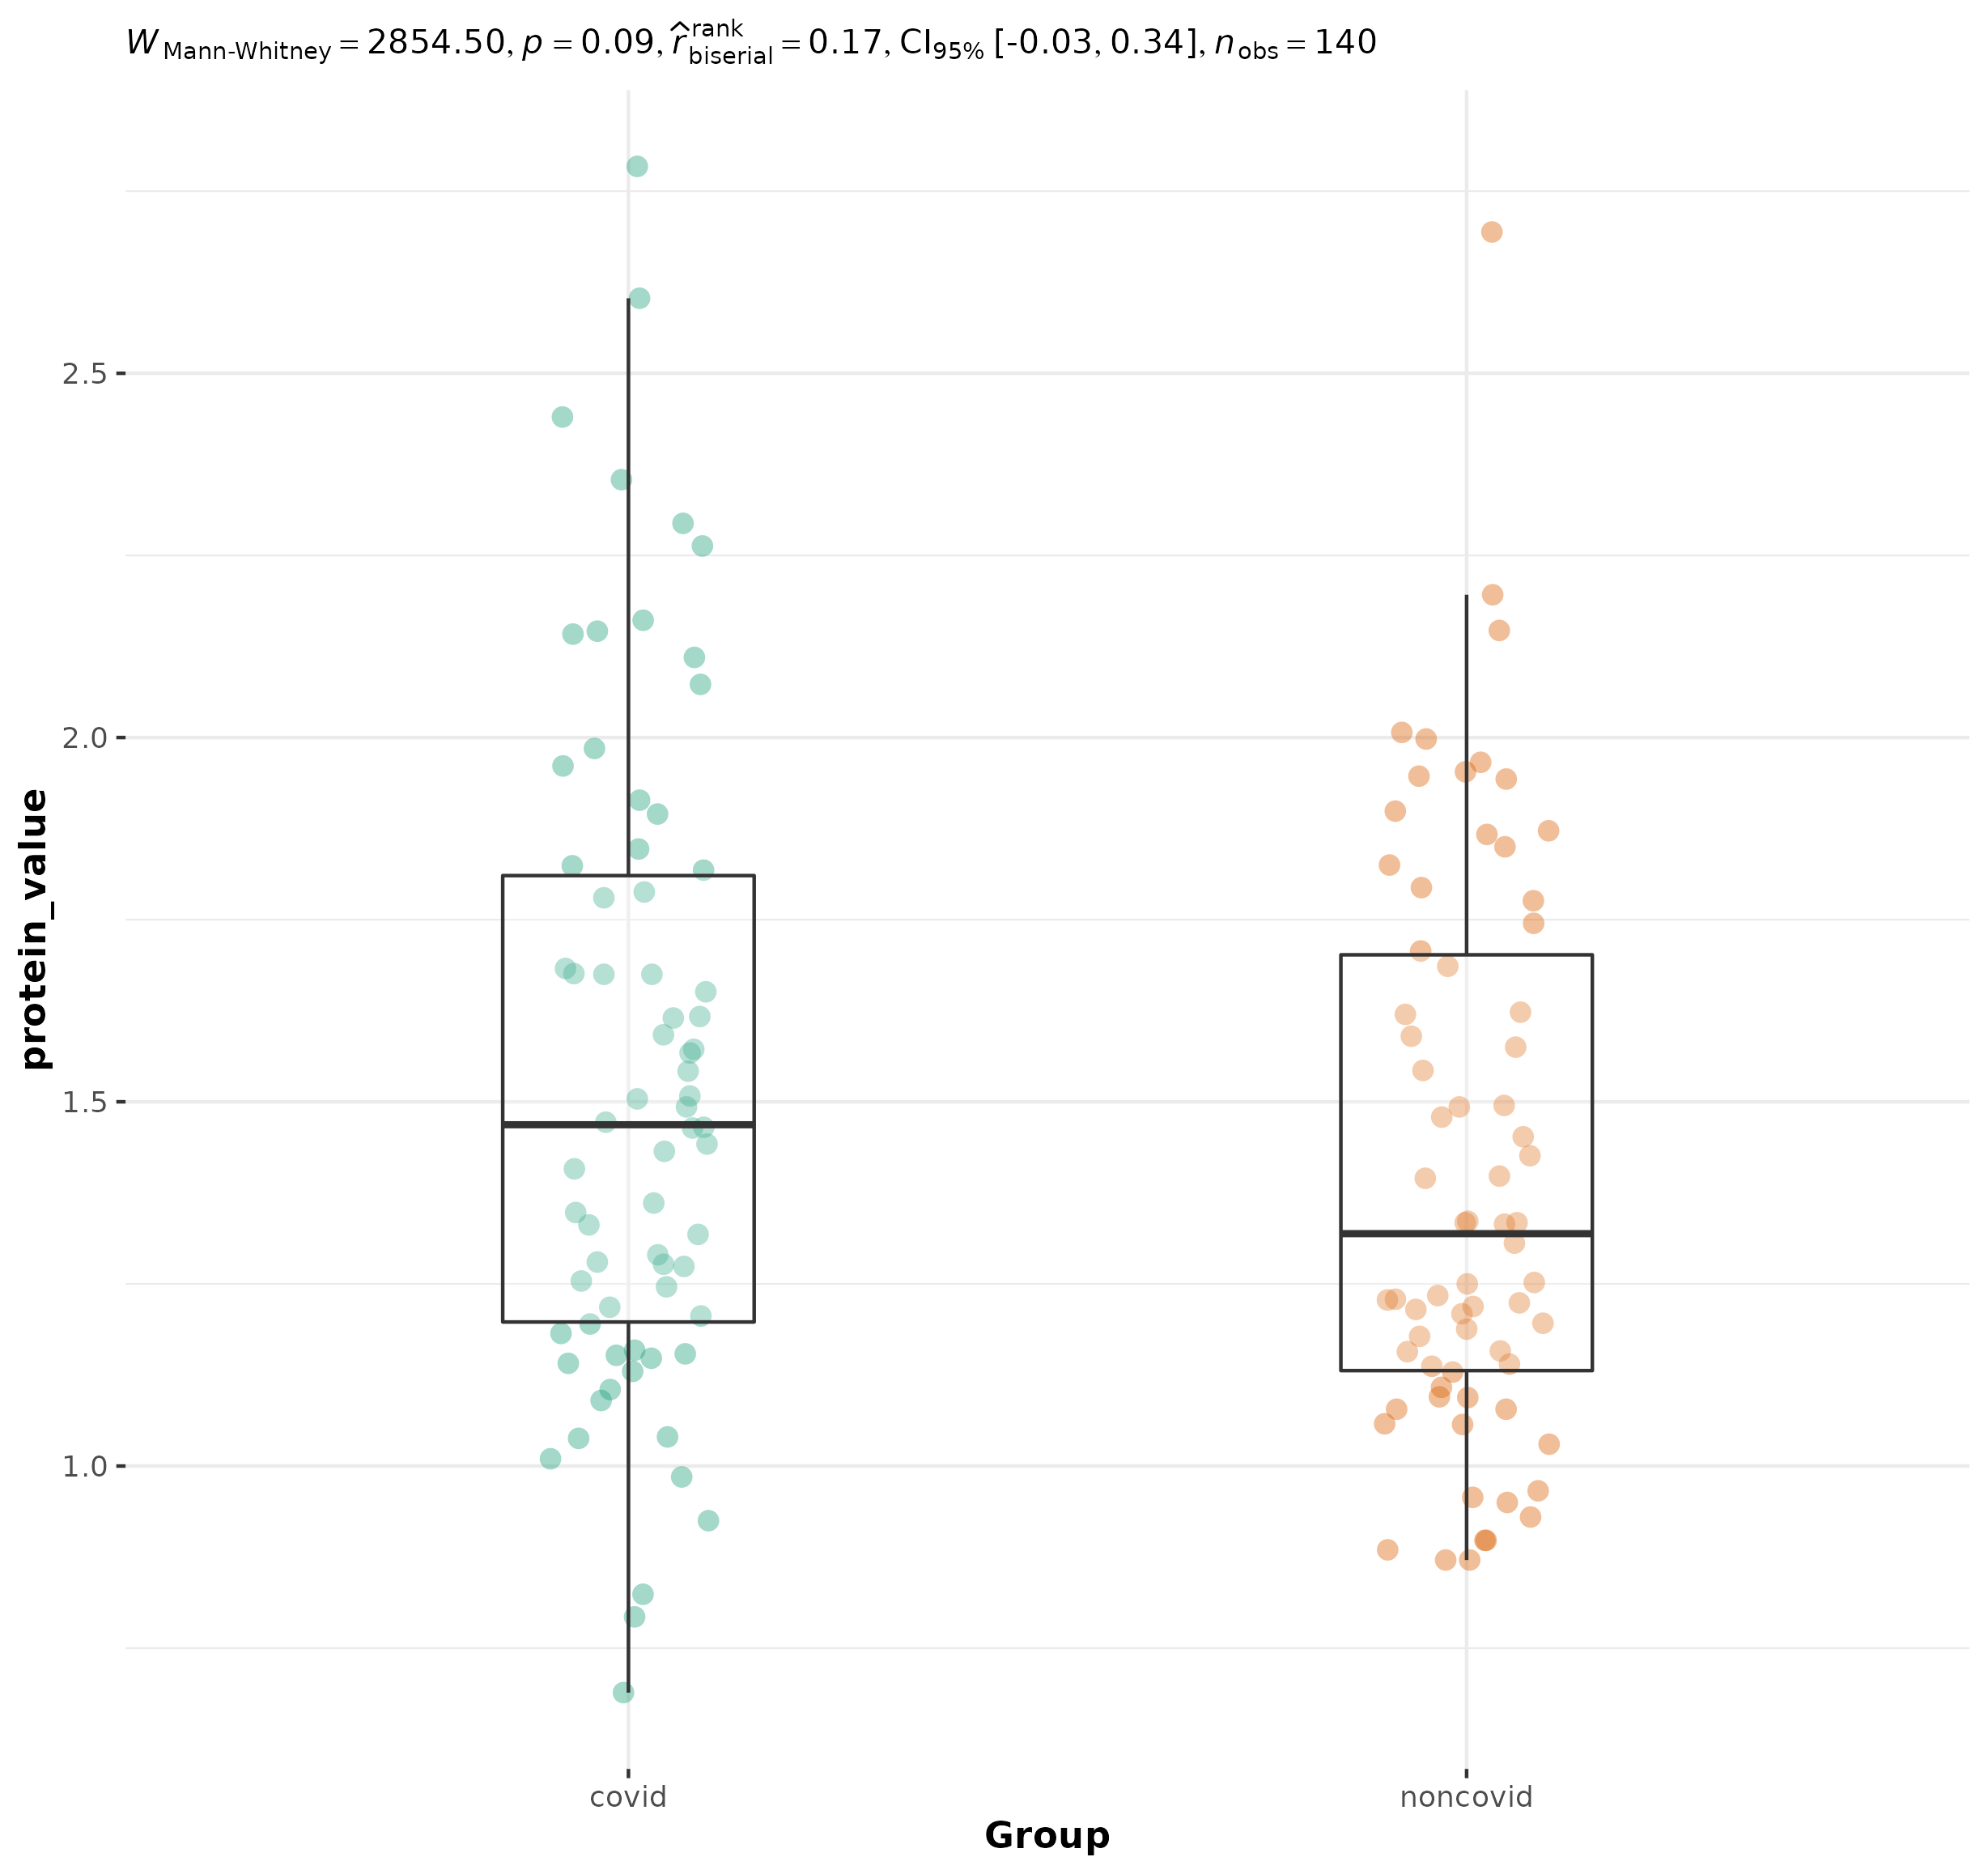 W Mann-Whitney = 2854.50, p = 0.09, r̂ rank biserial = 0.17, CI95% [-0.03, 0.34], n obs = 140
protein_value
2.5
2.0
1.5
1.0
covid noncovid
Group